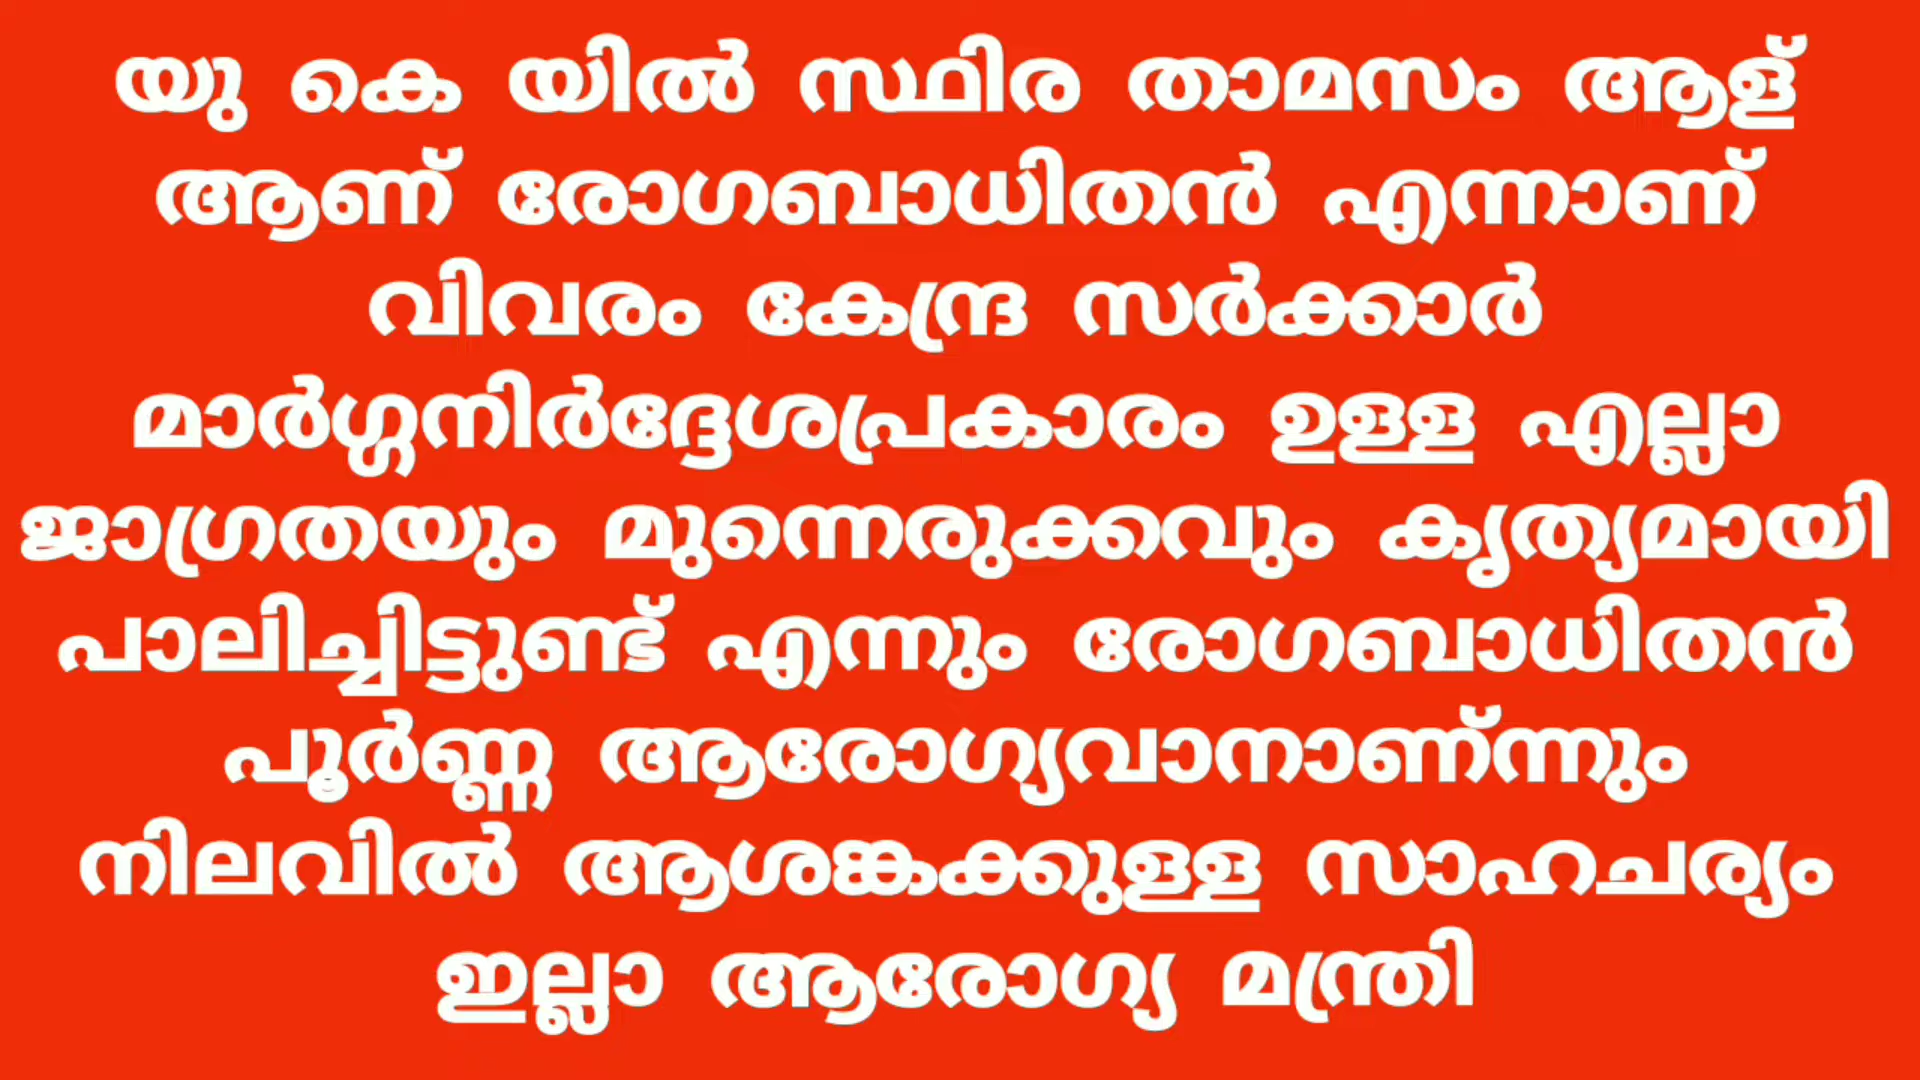 യു കെ യിൽ സ്ഥിര താമസം ആള്
ആണ് രോഗബാധിതൻ എന്നാണ്
വിവരം കേന്ദ്ര സർക്കാർ
മാർഗ്ഗനിർദ്ദേശപ്രകാരം ഉള്ള എല്ലാ
ജാഗ്രതയും മുന്നെരുക്കവും കൃത്യമായി
പാലിച്ചിട്ടുണ്ട് എന്നും രോഗബാധിതൻ
പൂർണ്ണ ആരോഗ്യവാനാണ്ന്നും
നിലവിൽ ആശങ്കക്കുള്ള സാഹചര്യം
ഇല്ലാ ആരോഗ്യ മന്ത്രി